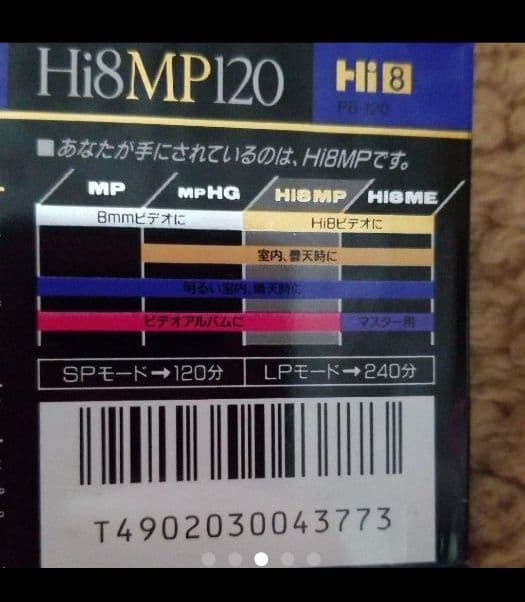 Hi8MP120
Hi8
P6-120
■あなたが手にされているのは、Hi8MPです。
MP MPHG Hi8MP Hi8ME
8mmビデオに Hi8ビデオに
室内、曇天時に
明るい室内、晴天時に
ビデオアルバムに マスター用
SPモード→120分 LPモード→240分
T4902030043773